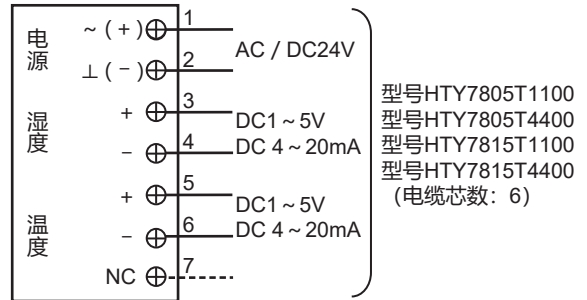 电源
~ (+) 1
⊥ (－) 2
AC / DC24V
湿度
+ 3
－ 4
DC1～5V
DC 4～20mA
温度
+ 5
－ 6
DC1～5V
DC 4～20mA
NC 7
型号HTY7805T1100
型号HTY7805T4400
型号HTY7815T1100
型号HTY7815T4400
(电缆芯数：6)